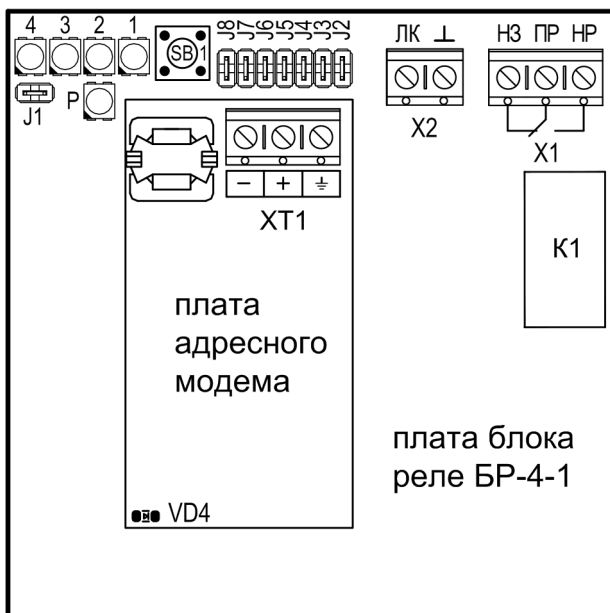 4 3 2 1
SB 1
J8 J7 J6 J5 J4 J3 J2
ЛК ⊥
НЗ ПР НР
J1
P
X2
X1
− + ⏚
XT1
K1
плата
адресного
модема
плата блока
реле БР-4-1
VD4